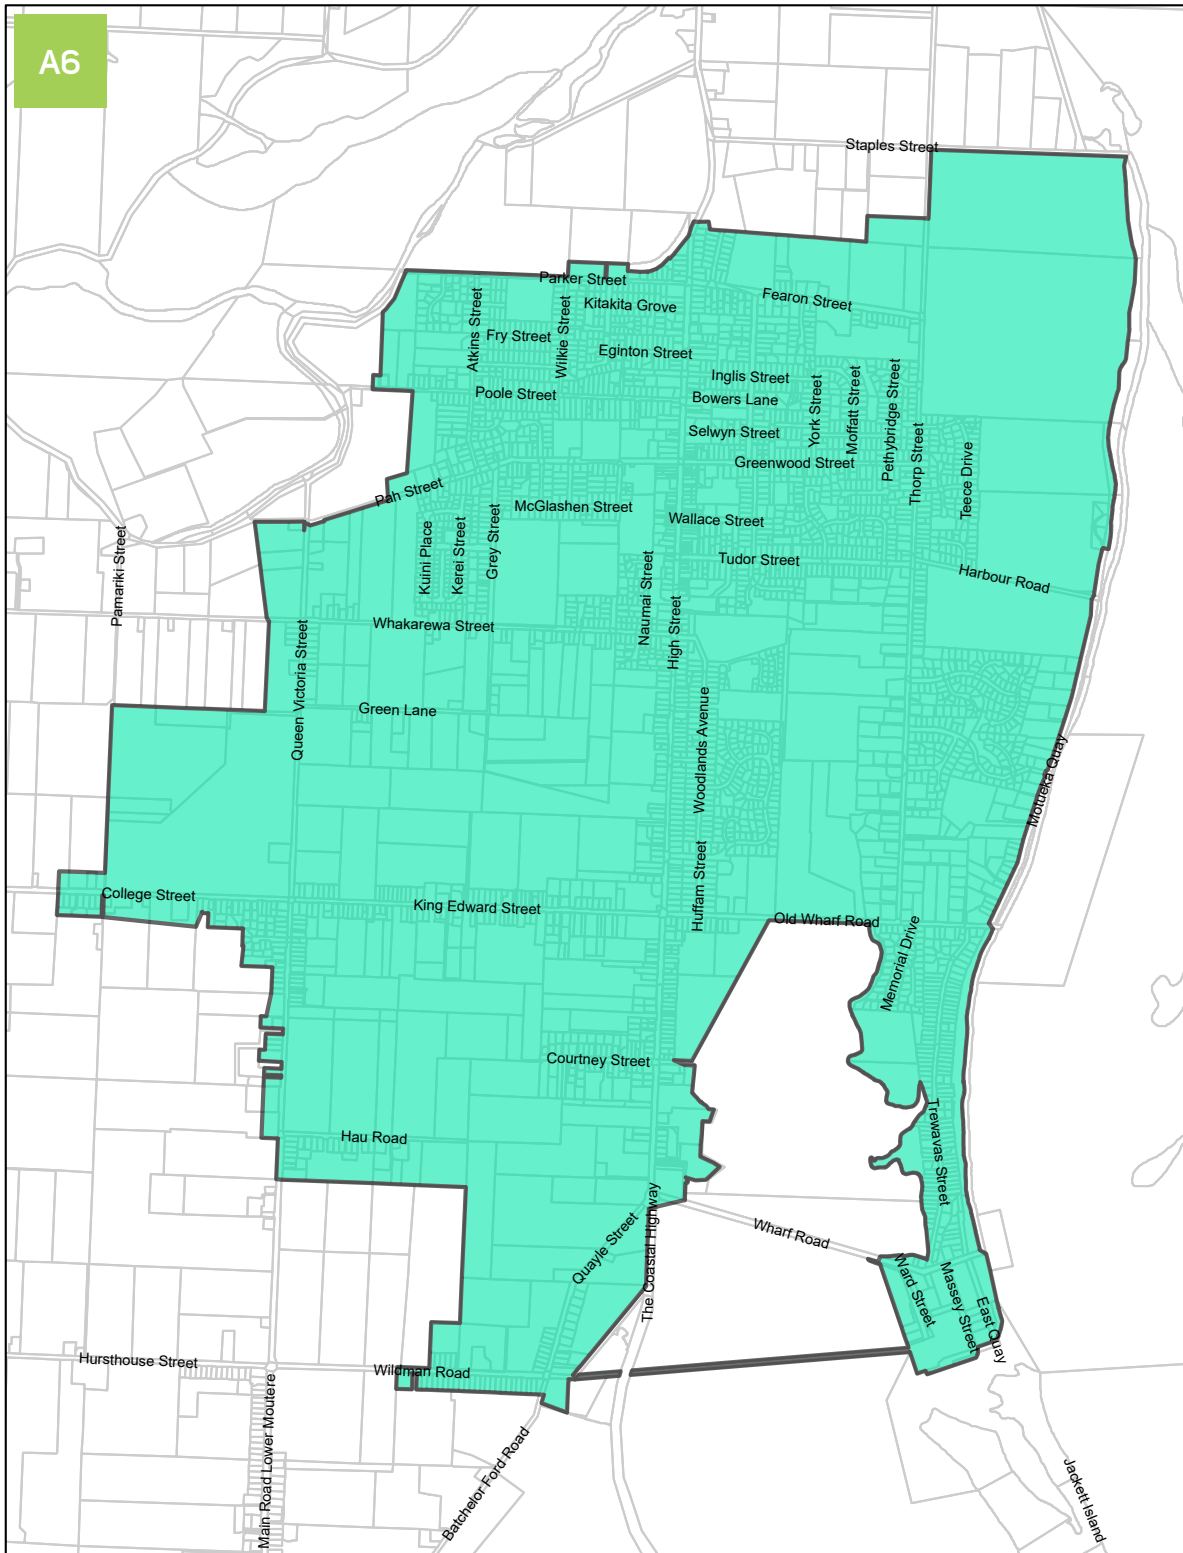 A6
Staples Street
Parker Street
Kitakita Grove
Fearon Street
Atkins Street
Fry Street
Wilkie Street
Eginton Street
Inglis Street
Poole Street
Bowers Lane
York Street
Moffatt Street
Pethybridge Street
Selwyn Street
Greenwood Street
Thorp Street
Teece Drive
Pah Street
McGlashen Street
Wallace Street
Kuini Place
Kerei Street
Grey Street
Tudor Street
Harbour Road
Pamariki Street
Naumai Street
High Street
Whakarewa Street
Queen Victoria Street
Green Lane
Woodlands Avenue
Motueka Quay
College Street
King Edward Street
Huffam Street
Old Wharf Road
Memorial Drive
Courtney Street
Hau Road
Trewavas Street
Quayle Street
The Coastal Highway
Wharf Road
Ward Street
Massey Street
East Quay
Hursthouse Street
Wildman Road
Main Road Lower Moutere
Batchelor Ford Road
Jackett Island